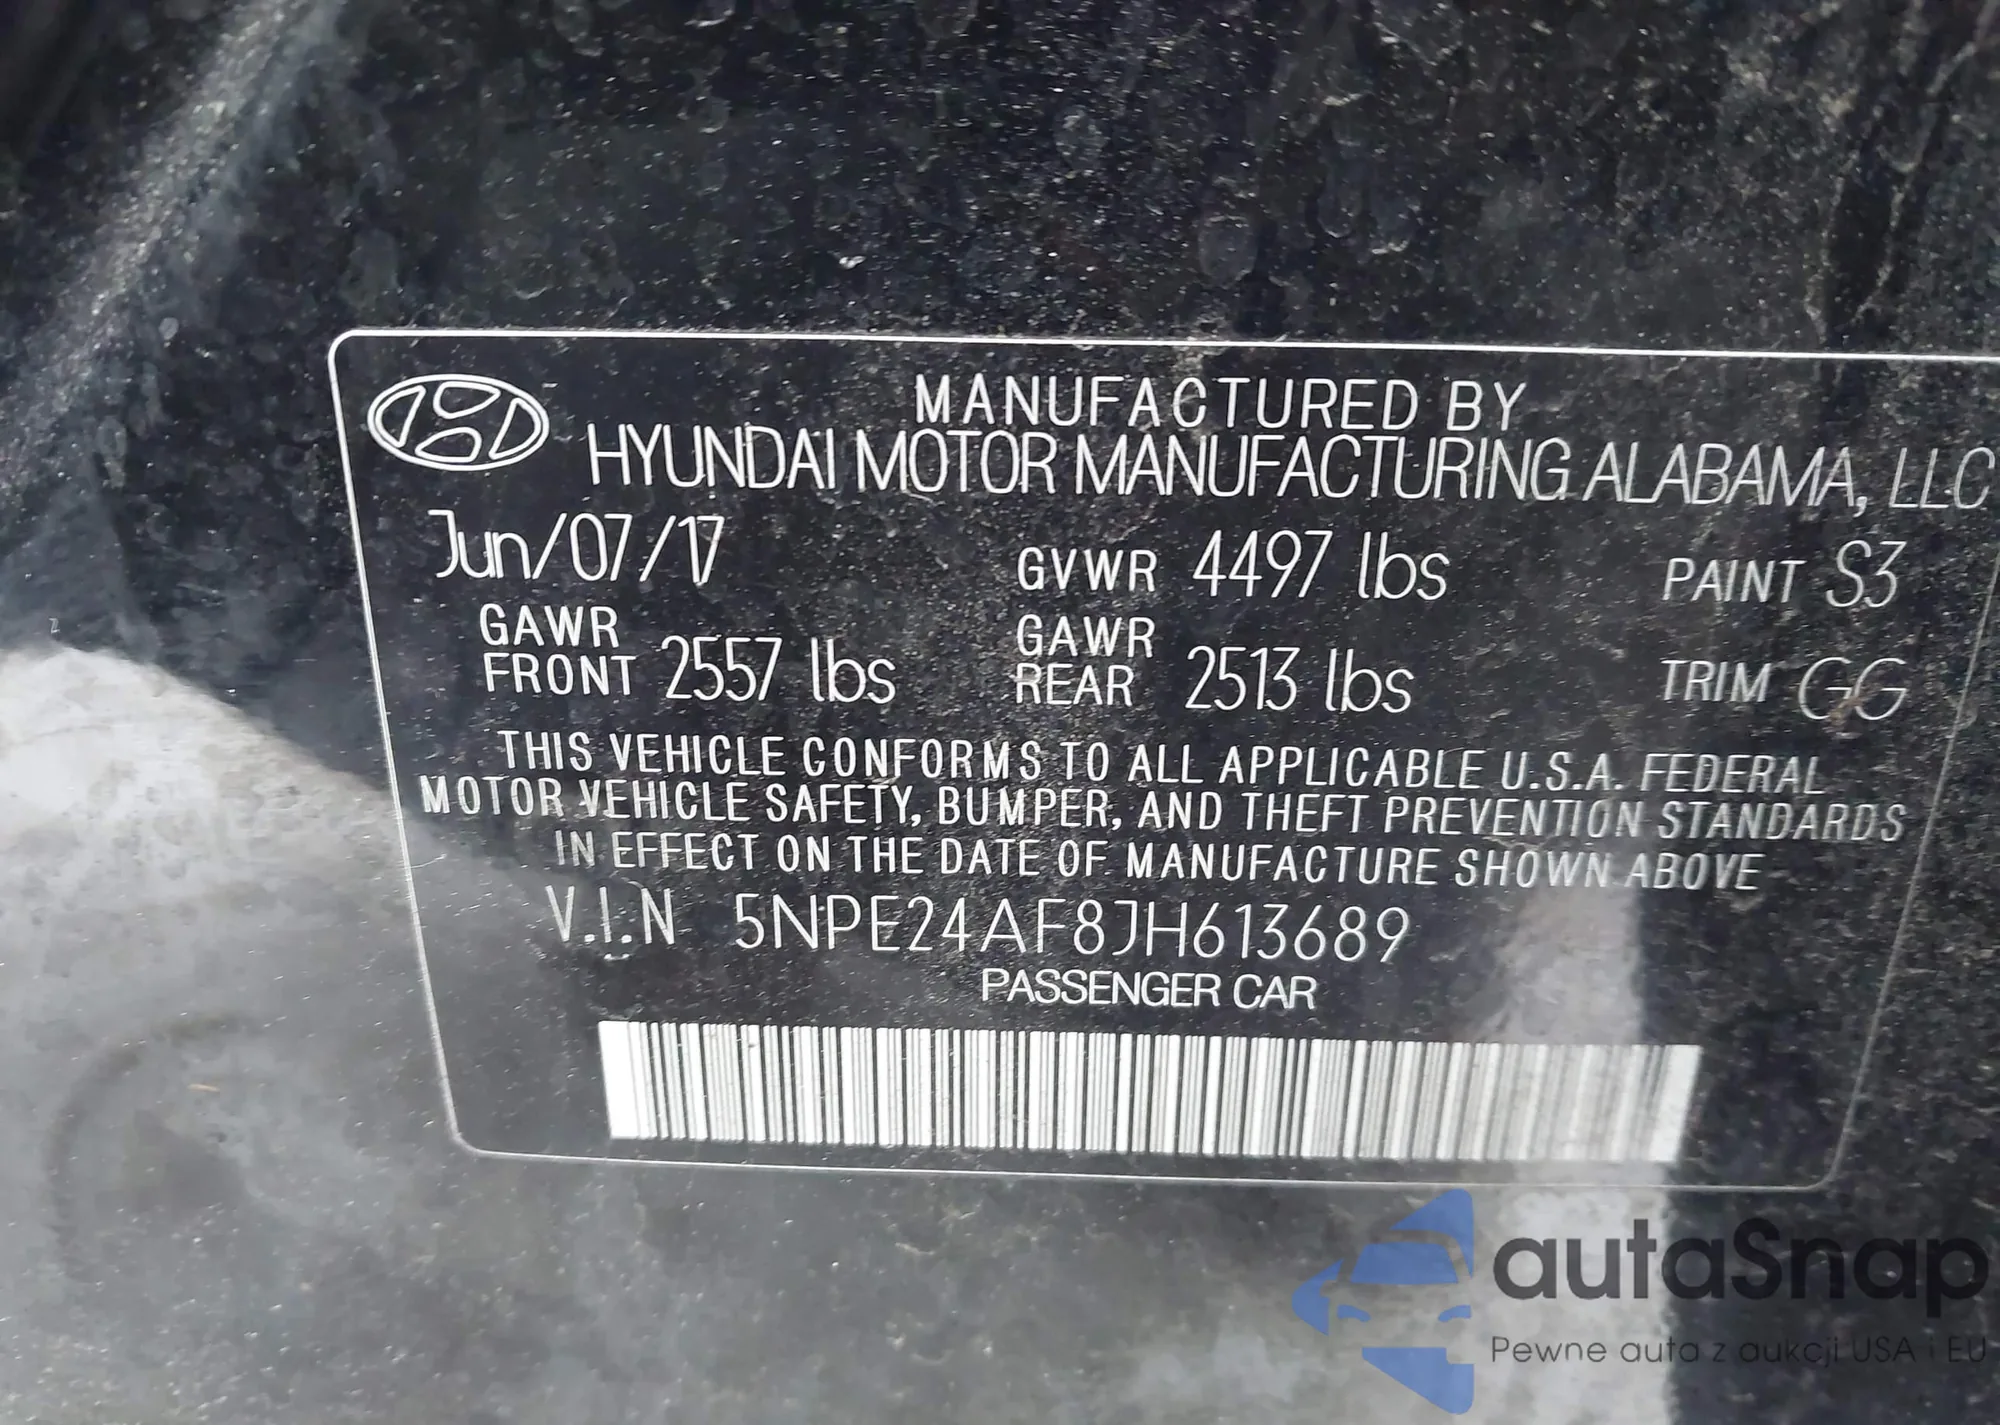 MANUFACTURED BY
HYUNDAI MOTOR MANUFACTURING ALABAMA, LLC
Jun/07/17 GVWR 4497 lbs PAINT S3
GAWR FRONT 2557 lbs GAWR REAR 2513 lbs TRIM GG
THIS VEHICLE CONFORMS TO ALL APPLICABLE U.S.A. FEDERAL
MOTOR VEHICLE SAFETY, BUMPER, AND THEFT PREVENTION STANDARDS
IN EFFECT ON THE DATE OF MANUFACTURE SHOWN ABOVE
V.I.N 5NPE24AF8JH613689
PASSENGER CAR
autaSnap
Pewne auta z aukcji USA i EU